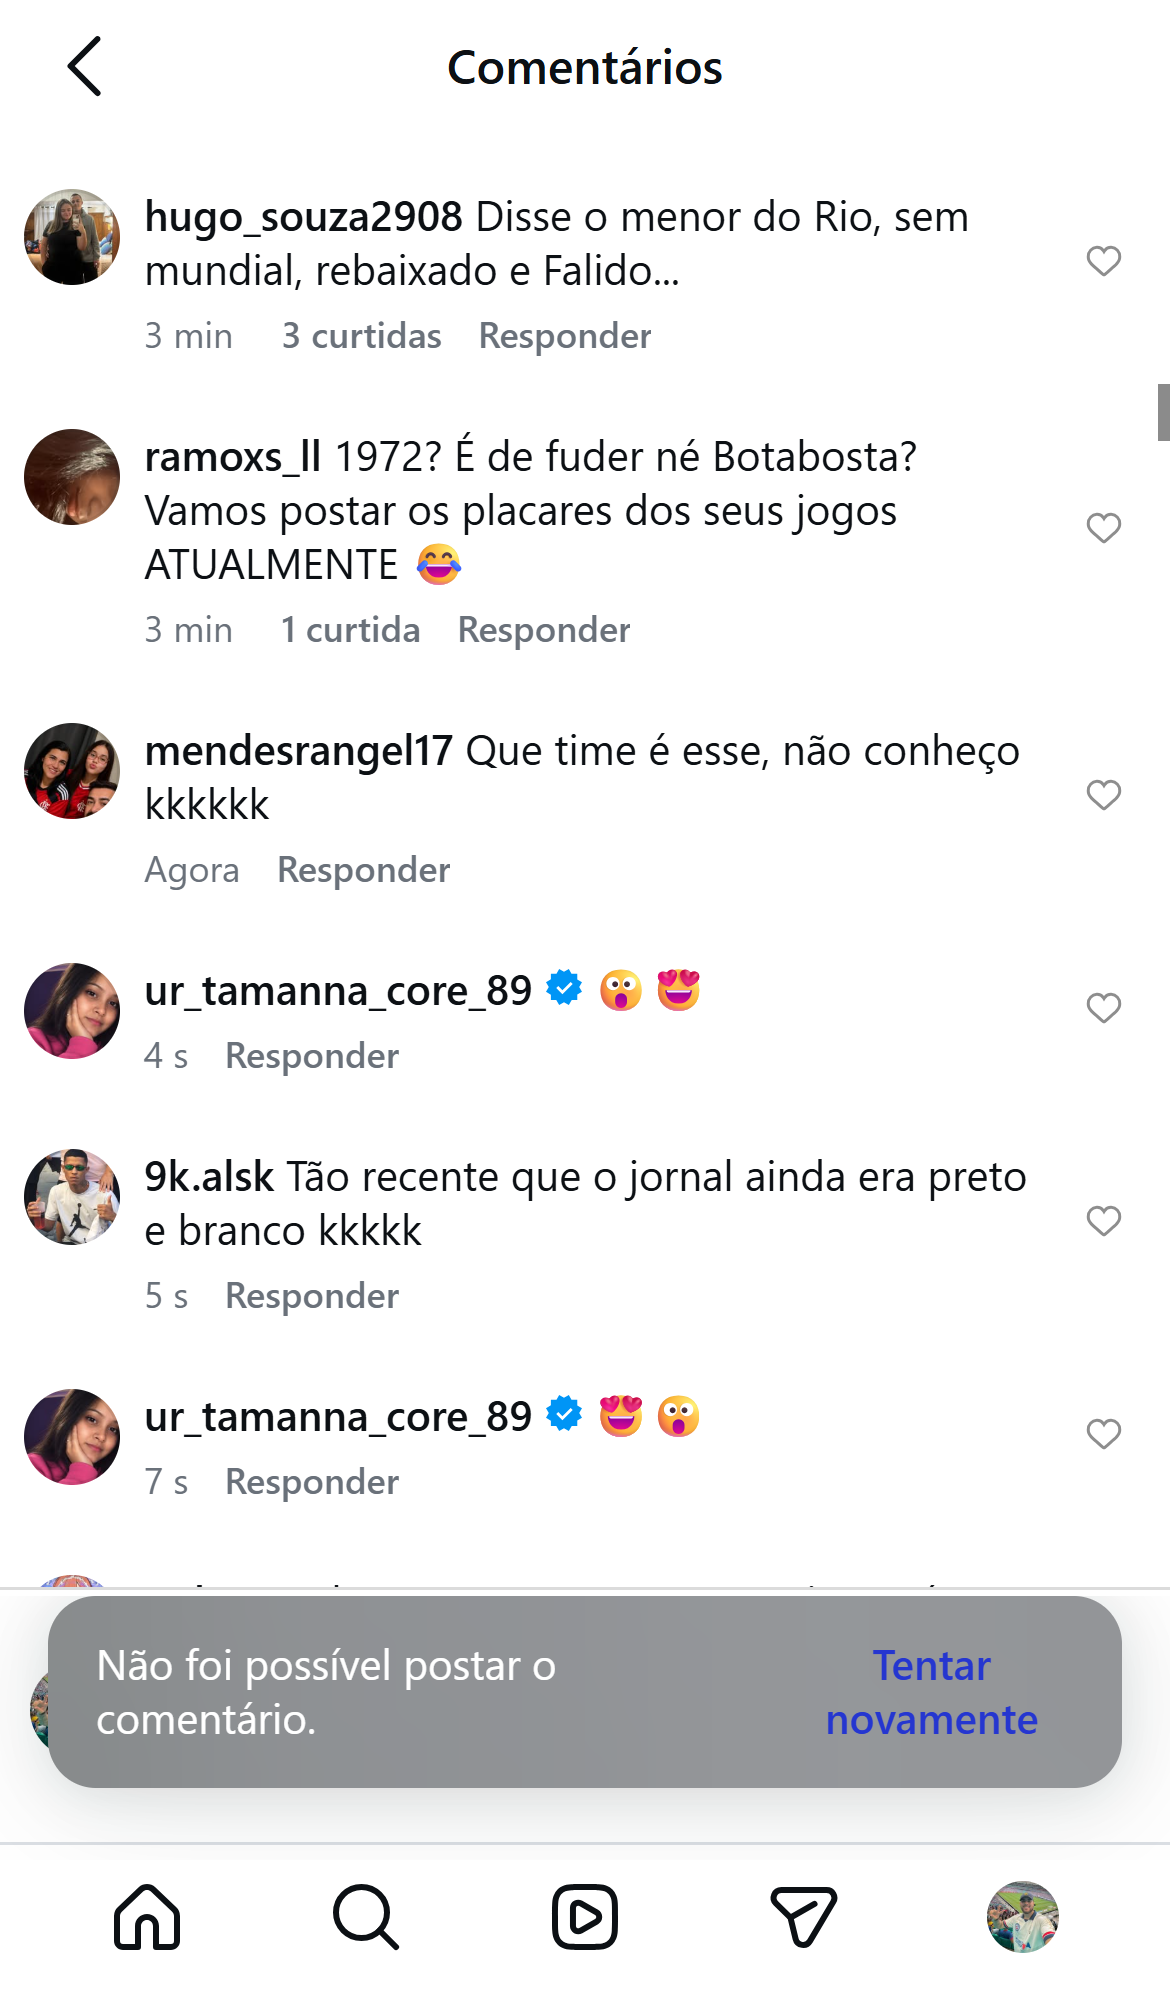 Comentários
hugo_souza2908 Disse o menor do Rio, sem
mundial, rebaixado e Falido...
3 min 3 curtidas Responder
ramoxs_ll 1972? É de fuder né Botabosta?
Vamos postar os placares dos seus jogos
ATUALMENTE 😂
3 min 1 curtida Responder
mendesrangel17 Que time é esse, não conheço
kkkkkk
Agora Responder
ur_tamanna_core_89 😲 😍
4 s Responder
9k.alsk Tão recente que o jornal ainda era preto
e branco kkkkk
5 s Responder
ur_tamanna_core_89 😍 😲
7 s Responder
Não foi possível postar o
comentário.
Tentar
novamente